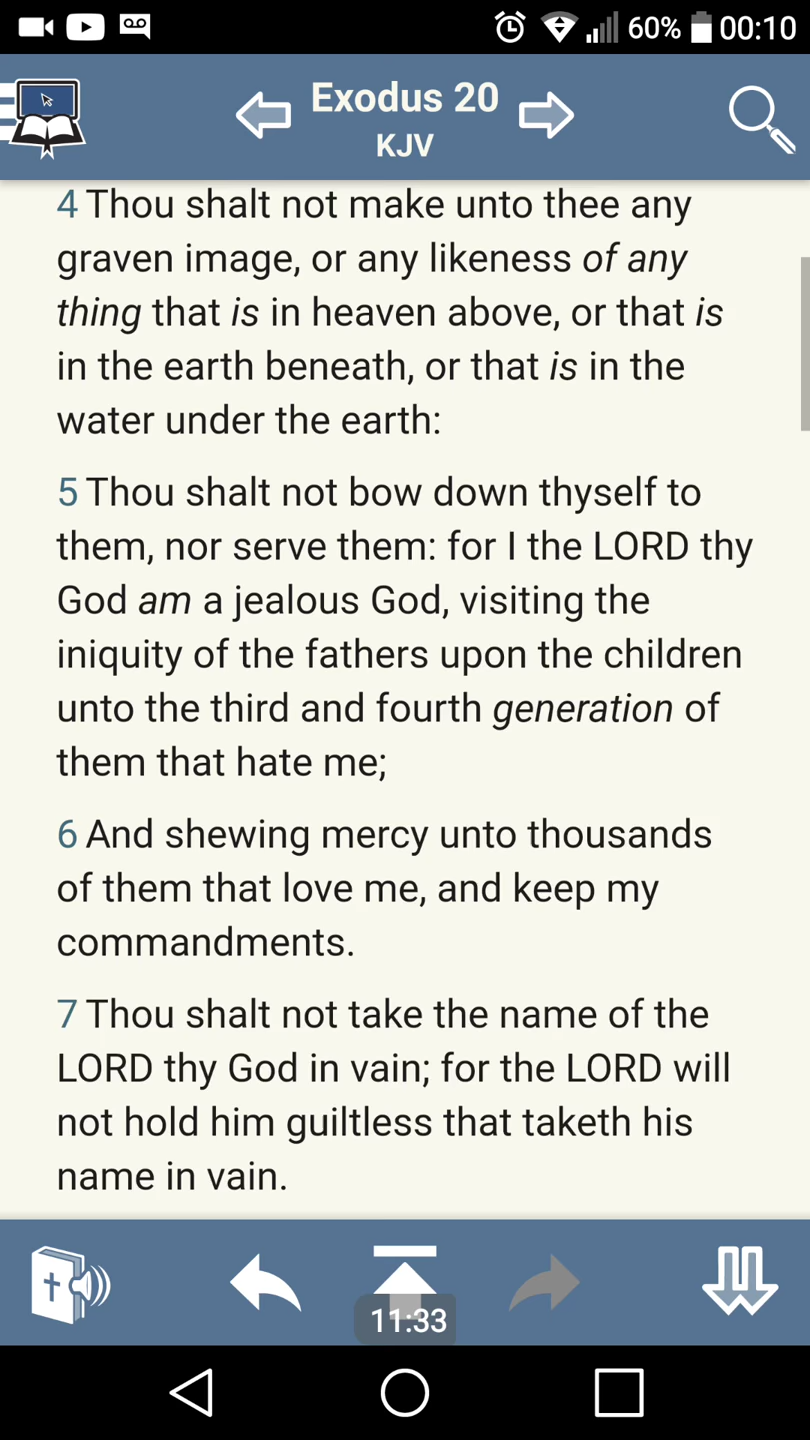 60% 00:10
Exodus 20
KJV
4 Thou shalt not make unto thee any
graven image, or any likeness of any
thing that is in heaven above, or that is
in the earth beneath, or that is in the
water under the earth:
5 Thou shalt not bow down thyself to
them, nor serve them: for I the LORD thy
God am a jealous God, visiting the
iniquity of the fathers upon the children
unto the third and fourth generation of
them that hate me;
6 And shewing mercy unto thousands
of them that love me, and keep my
commandments.
7 Thou shalt not take the name of the
LORD thy God in vain; for the LORD will
not hold him guiltless that taketh his
name in vain.
11:33